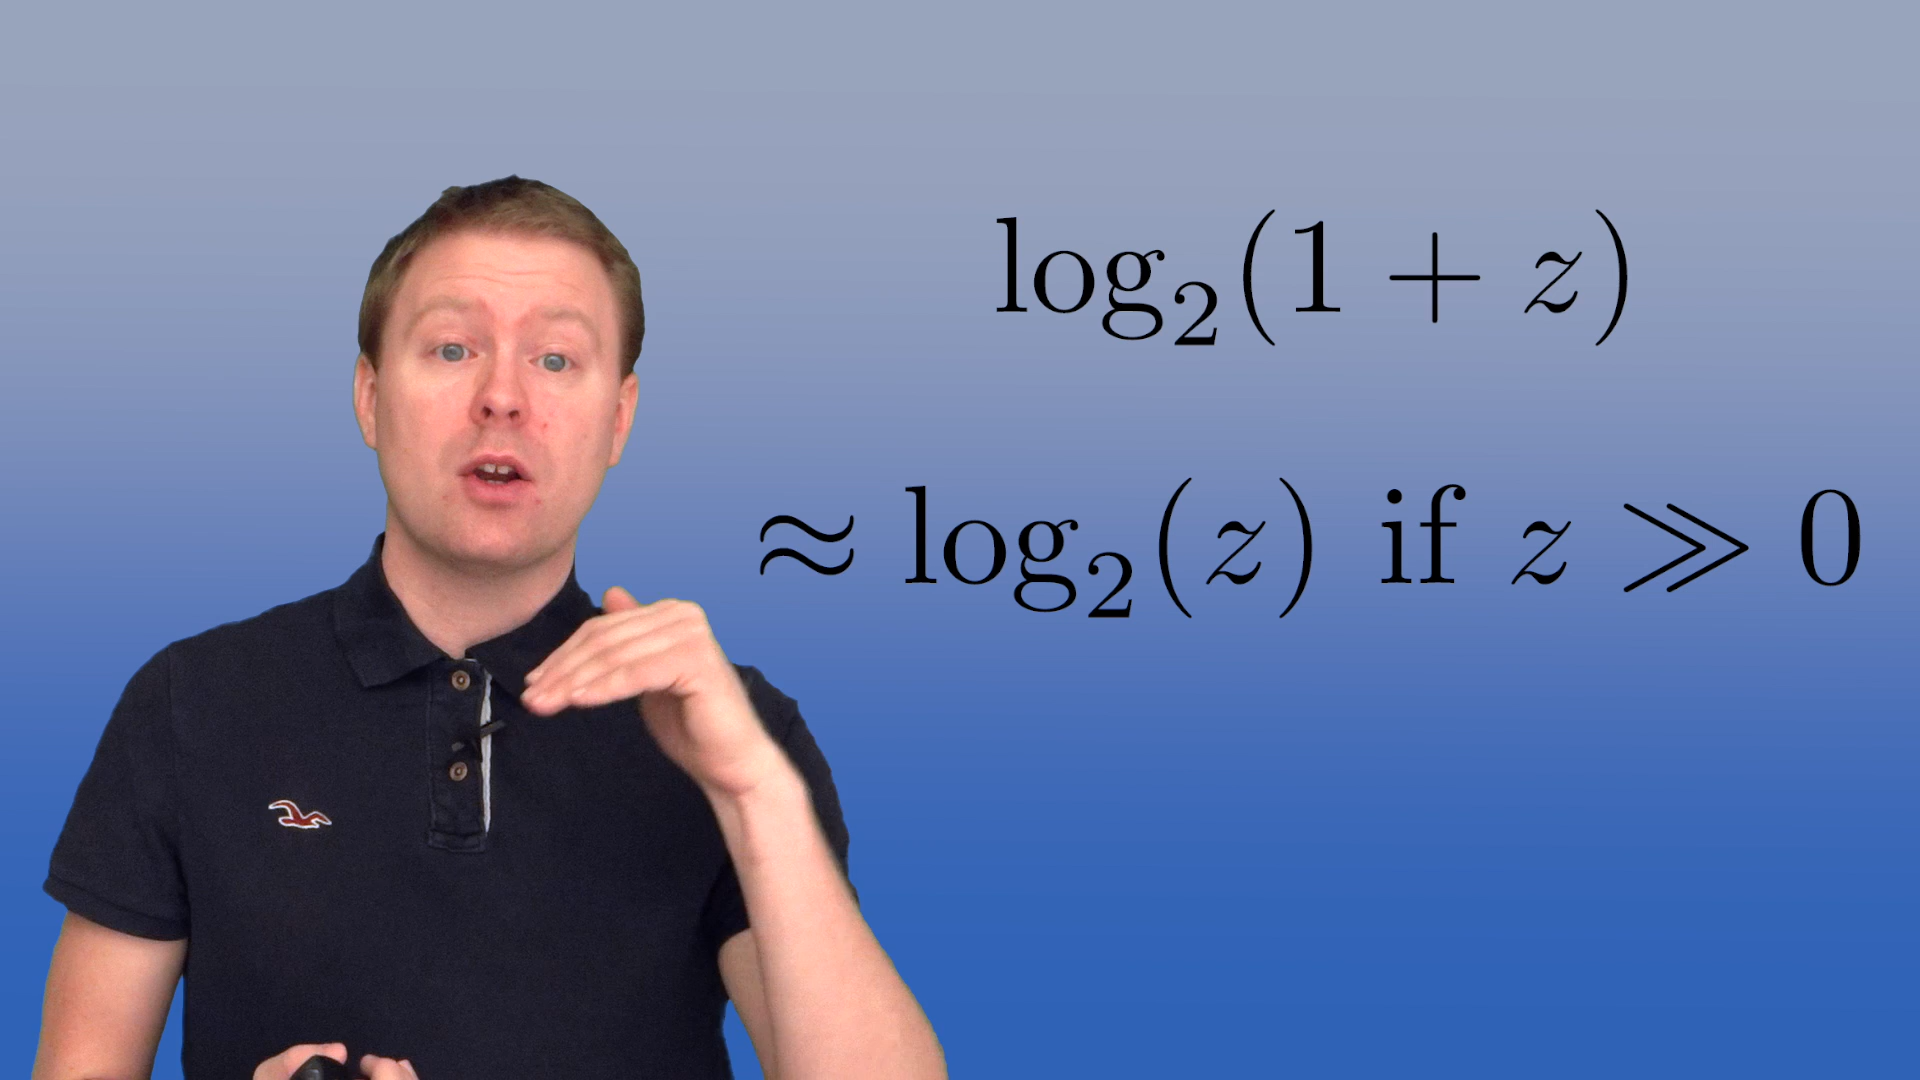 log₂(1 + z)
≈ log₂(z) if z ≫ 0